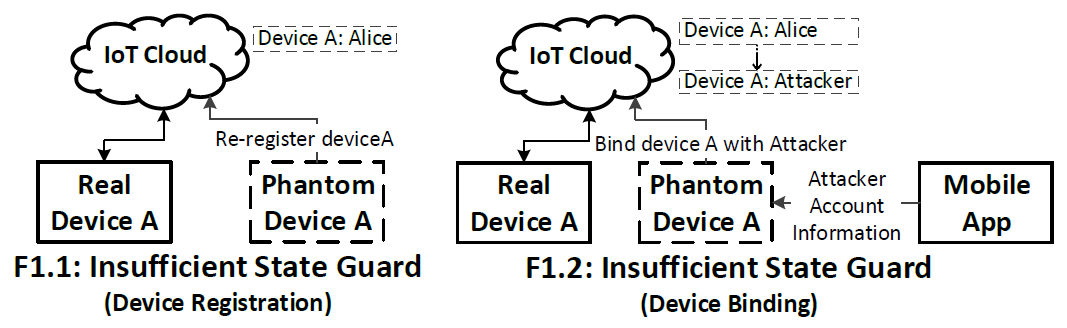 IoT Cloud
Device A: Alice
Re-register deviceA
Real
Device A
Phantom
Device A
F1.1: Insufficient State Guard
(Device Registration)
IoT Cloud
Device A: Alice
Device A: Attacker
Bind device A with Attacker
Real
Device A
Phantom
Device A
Attacker
Account
Information
Mobile
App
F1.2: Insufficient State Guard
(Device Binding)